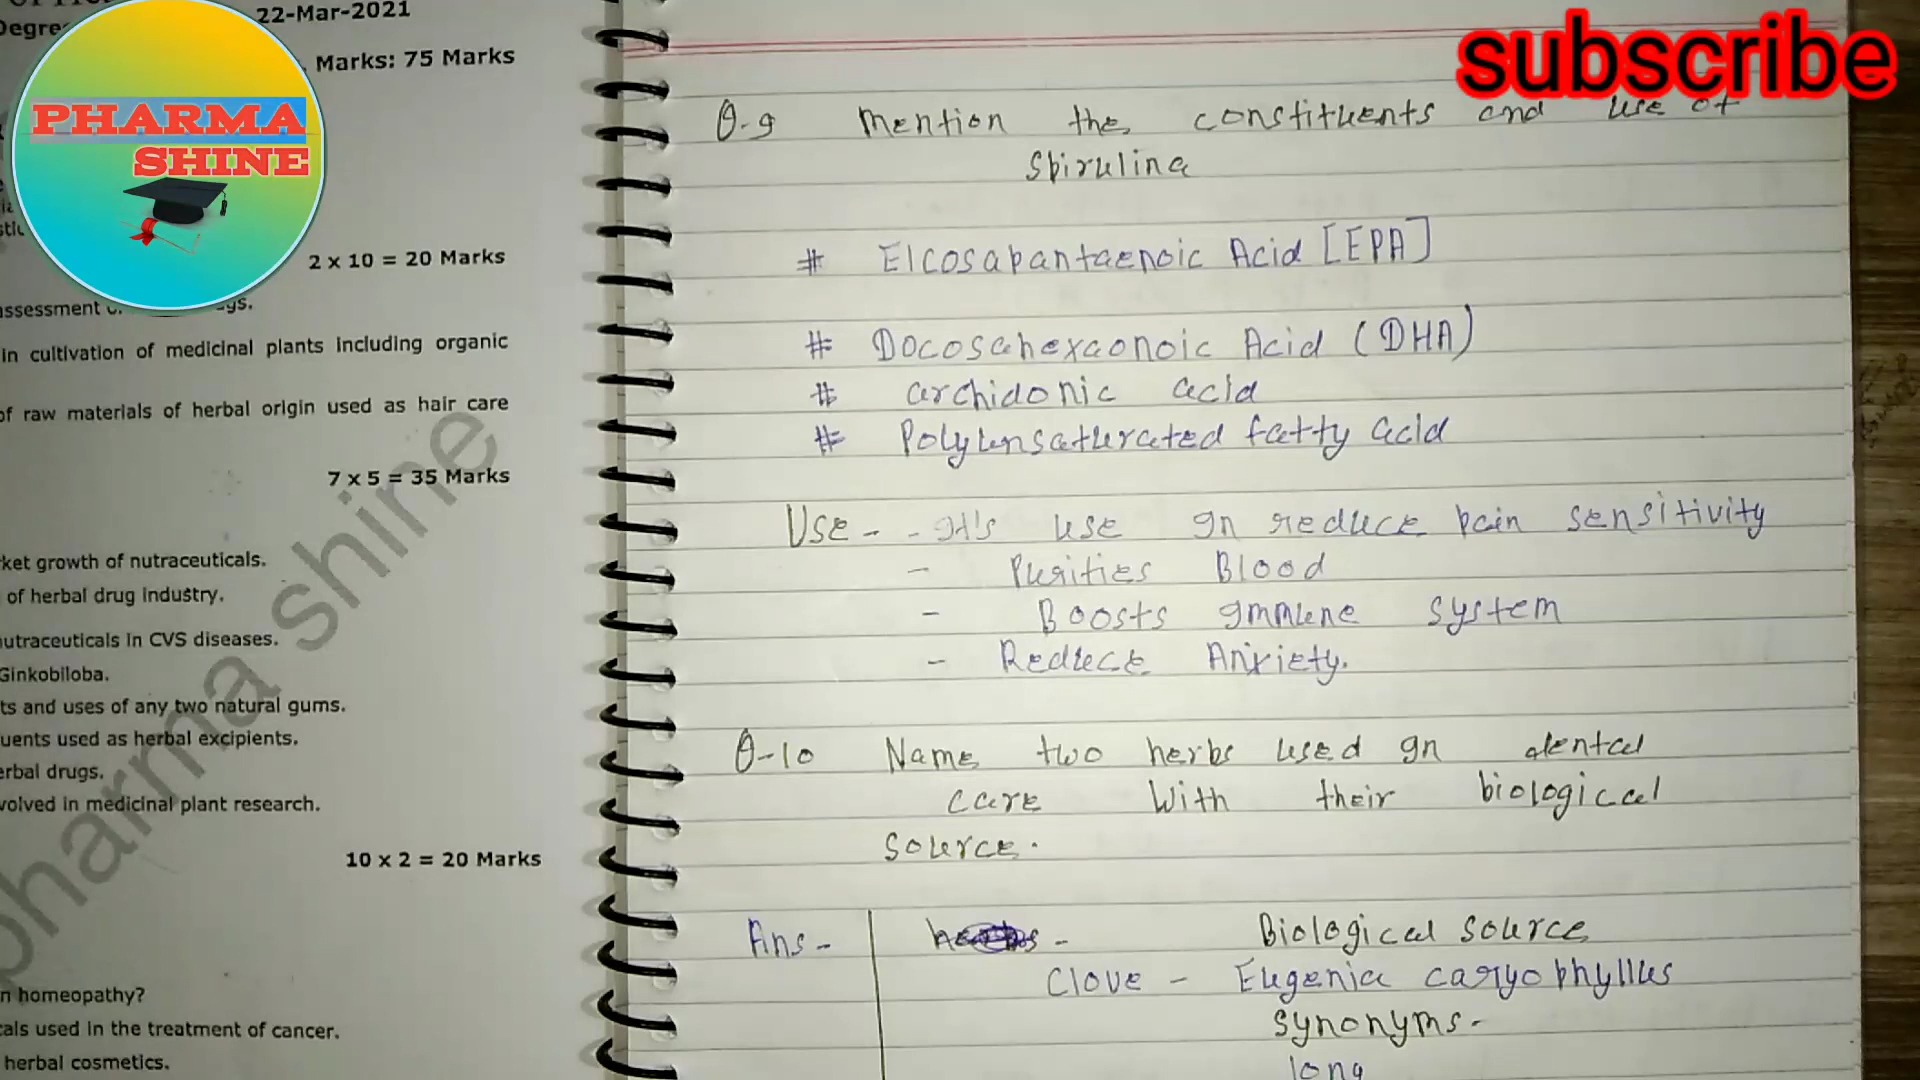 22-Mar-2021
Degre
Marks: 75 Marks
PHARMA
SHINE
2 x 10 = 20 Marks
assessment
in cultivation of medicinal plants including organic
of raw materials of herbal origin used as hair care
7 x 5 = 35 Marks
ket growth of nutraceuticals.
of herbal drug industry.
nutraceuticals in CVS diseases.
Ginkobiloba.
ts and uses of any two natural gums.
uents used as herbal excipients.
erbal drugs.
volved in medicinal plant research.
10 x 2 = 20 Marks
n homeopathy?
cals used in the treatment of cancer.
herbal cosmetics.
pharma shine
subscribe
Q-9 Mention the constituents and use of
Spirulina
# EIcosapantaenoic Acid [EPA]
# Docosahexaonoic Acid (DHA)
# archidonic acid
# Polyunsaturated fatty acid
Use - - It's use In reduce pain sensitivity
- Purities Blood
- Boosts Immune system
- Reduce Anxiety.
Q-10 Name two herbs used In dental
care With their biological
source.
Ans - herbs - Biological source
Clove - Eugenia caryophyllus
synonyms-
long